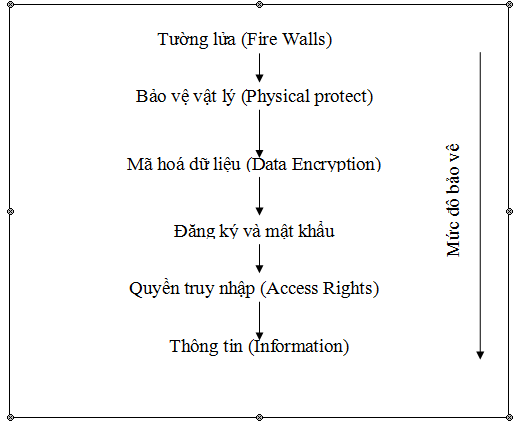 Tường lửa (Fire Walls)
Bảo vệ vật lý (Physical protect)
Mã hoá dữ liệu (Data Encryption)
Đăng ký và mật khẩu
Quyền truy nhập (Access Rights)
Thông tin (Information)
Mức độ bảo vệ